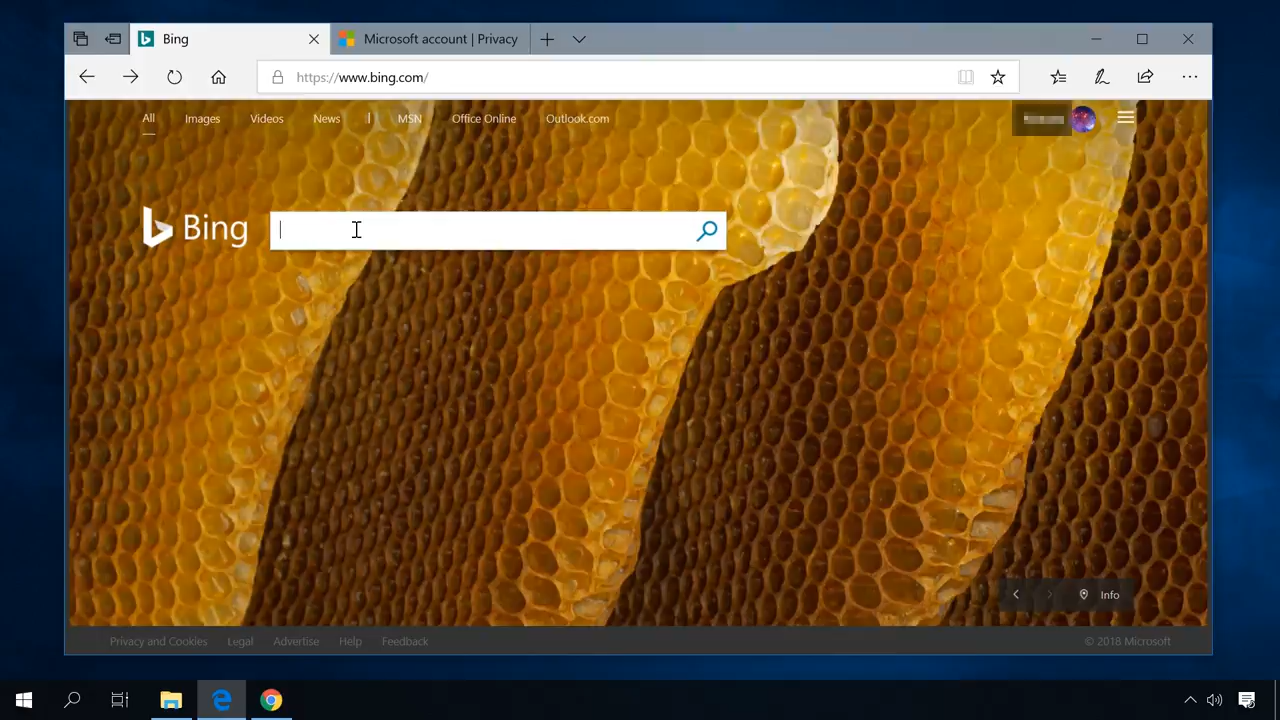 Bing
Microsoft account | Privacy
https://www.bing.com/
All Images Videos News | MSN Office Online Outlook.com
Bing
Info
Privacy and Cookies Legal Advertise Help Feedback © 2018 Microsoft